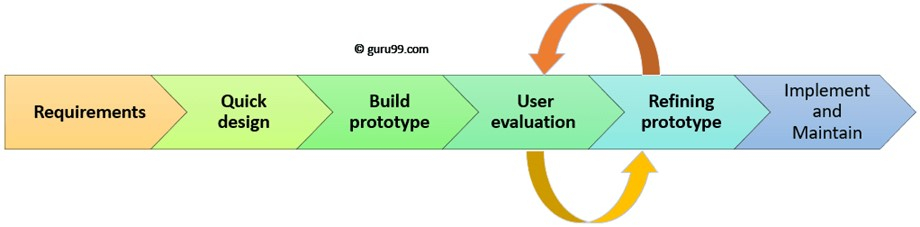 © guru99.com
Requirements
Quick
design
Build
prototype
User
evaluation
Refining
prototype
Implement
and
Maintain